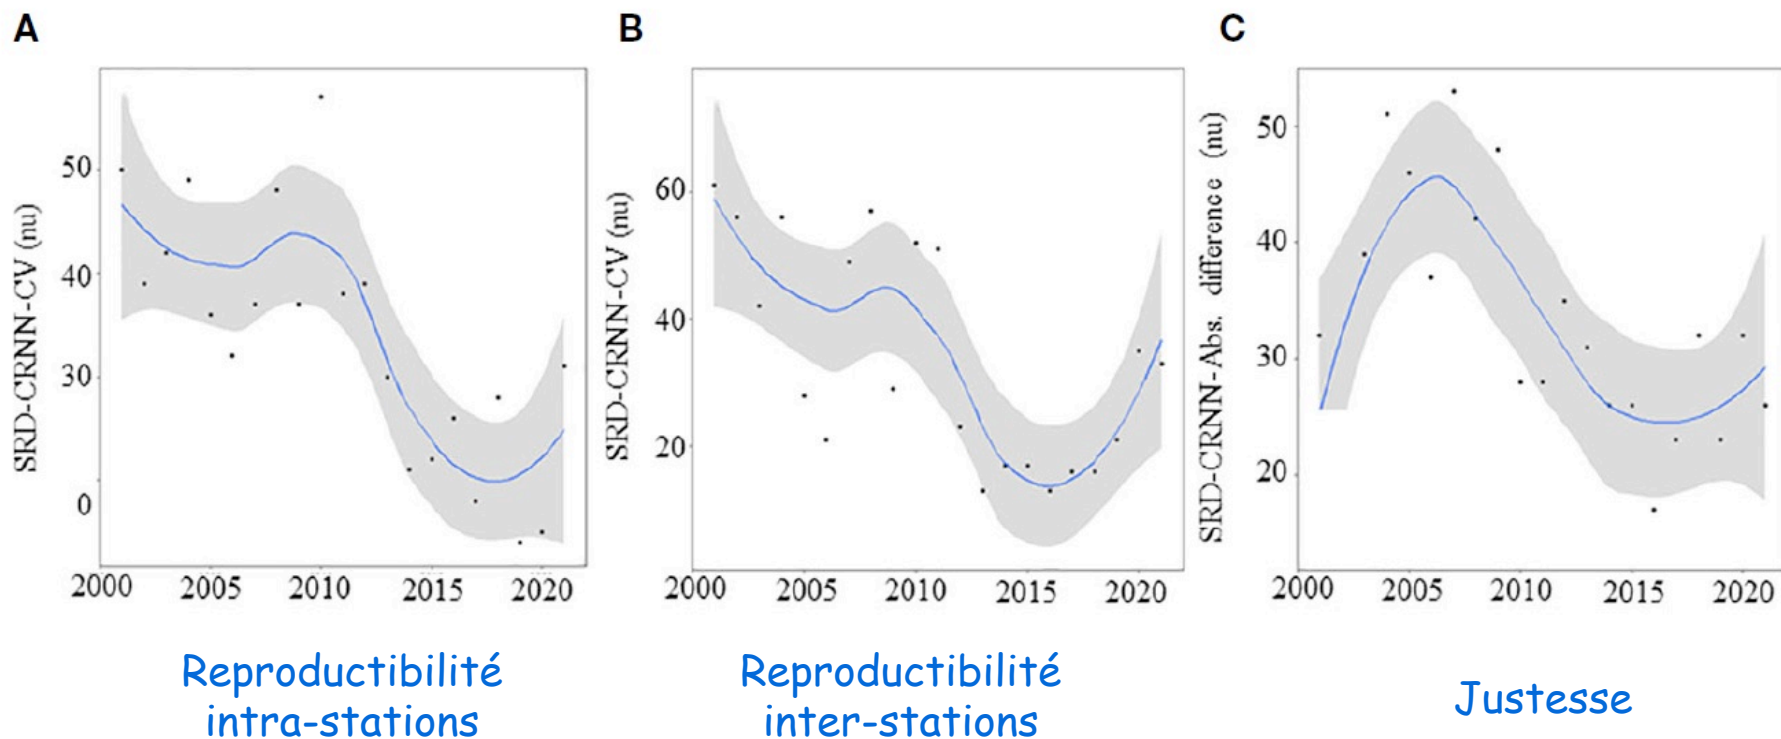 A
B
C
SRD-CRNN-CV (nu)
50
40
30
0
2000
2005
2010
2015
2020
SRD-CRNN-CV (nu)
60
40
20
2000
2005
2010
2015
2020
SRD-CRNN-Abs. difference (nu)
50
40
30
20
2000
2005
2010
2015
2020
Reproductibilité
intra-stations
Reproductibilité
inter-stations
Justesse